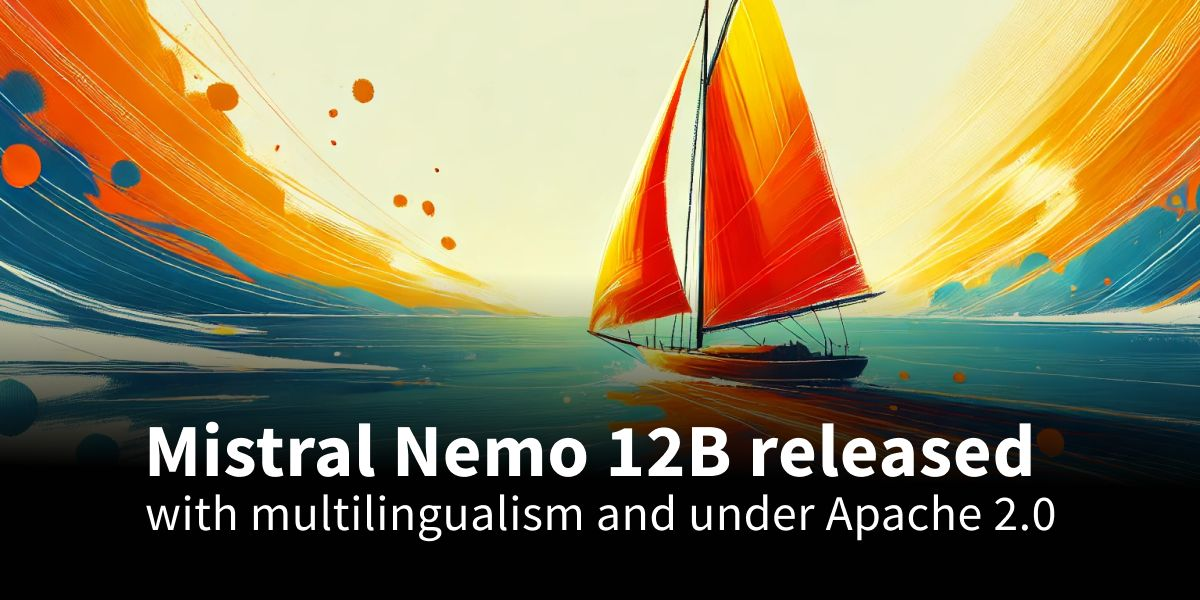 Mistral Nemo 12B released
with multilingualism and under Apache 2.0